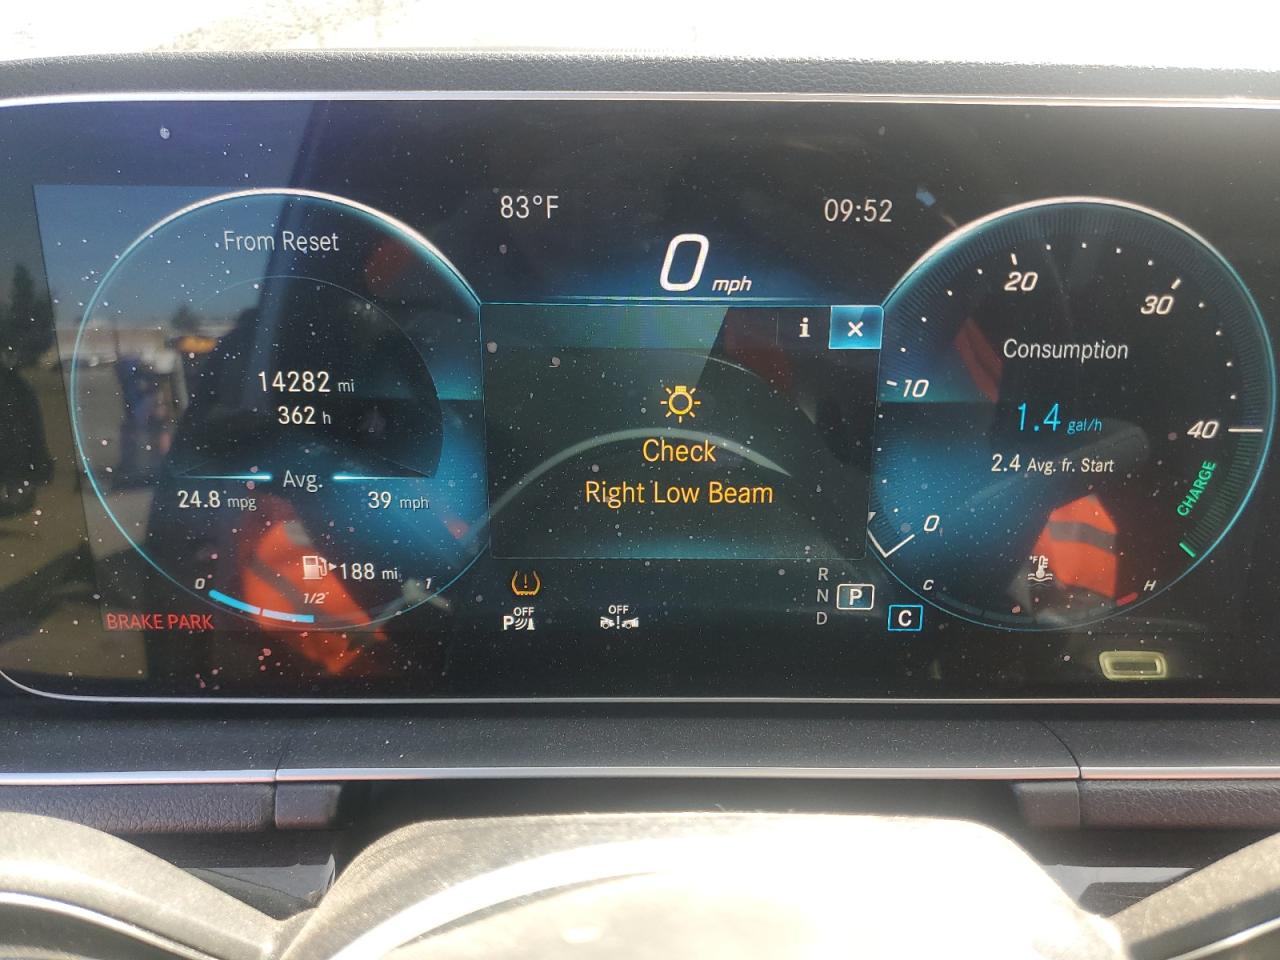 83°F
09:52
0 mph
From Reset
14282 mi
362 h
Avg.
24.8 mpg
39 mph
188 mi
0
1/2
1
BRAKE PARK
i
Check
Right Low Beam
OFF
P
OFF
R
N
P
D
C
0
10
20
30
40
Consumption
1.4 gal/h
2.4 Avg. fr. Start
CHARGE
°F
C
H